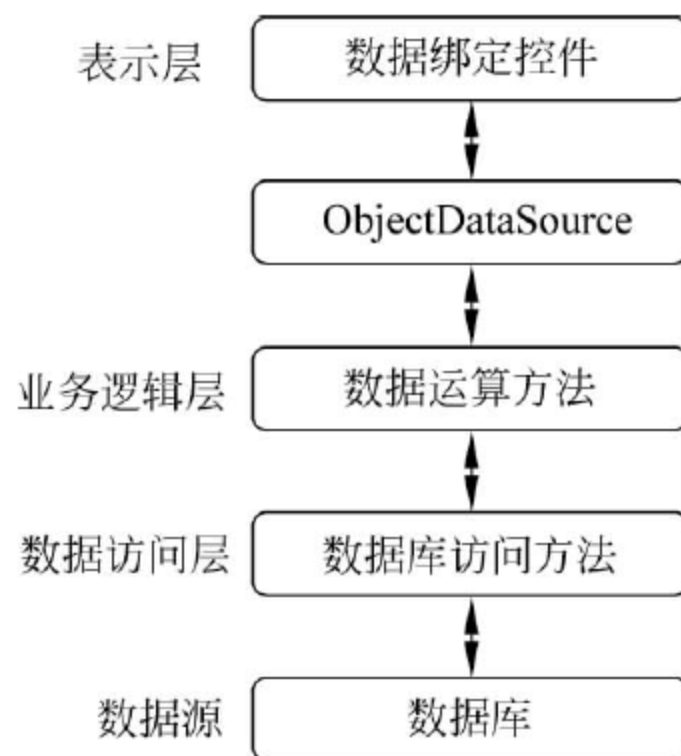 表示层 数据绑定控件
ObjectDataSource
业务逻辑层 数据运算方法
数据访问层 数据库访问方法
数据源 数据库